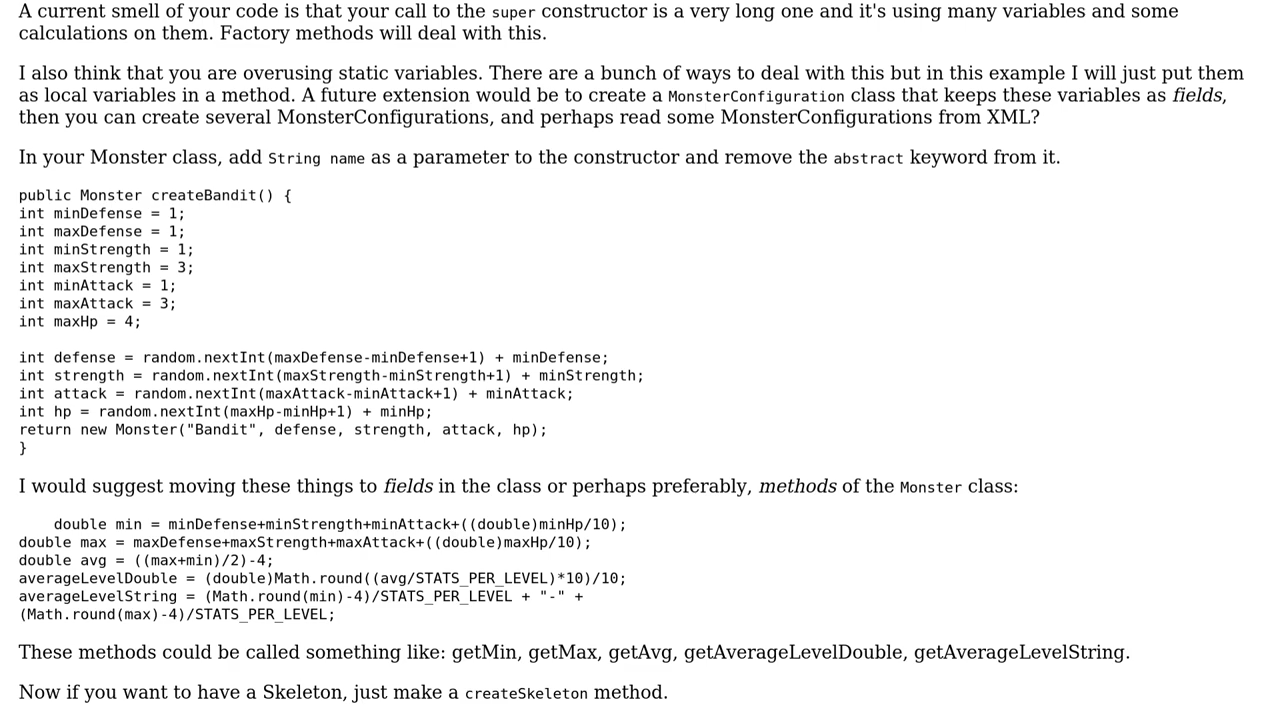 A current smell of your code is that your call to the super constructor is a very long one and it's using many variables and some
calculations on them. Factory methods will deal with this.
I also think that you are overusing static variables. There are a bunch of ways to deal with this but in this example I will just put them
as local variables in a method. A future extension would be to create a MonsterConfiguration class that keeps these variables as fields,
then you can create several MonsterConfigurations, and perhaps read some MonsterConfigurations from XML?
In your Monster class, add String name as a parameter to the constructor and remove the abstract keyword from it.
public Monster createBandit() {
int minDefense = 1;
int maxDefense = 1;
int minStrength = 1;
int maxStrength = 3;
int minAttack = 1;
int maxAttack = 3;
int maxHp = 4;
int defense = random.nextInt(maxDefense-minDefense+1) + minDefense;
int strength = random.nextInt(maxStrength-minStrength+1) + minStrength;
int attack = random.nextInt(maxAttack-minAttack+1) + minAttack;
int hp = random.nextInt(maxHp-minHp+1) + minHp;
return new Monster("Bandit", defense, strength, attack, hp);
}
I would suggest moving these things to fields in the class or perhaps preferably, methods of the Monster class:
double min = minDefense+minStrength+minAttack+((double)minHp/10);
double max = maxDefense+maxStrength+maxAttack+((double)maxHp/10);
double avg = ((max+min)/2)-4;
averageLevelDouble = (double)Math.round((avg/STATS_PER_LEVEL)*10)/10;
averageLevelString = (Math.round(min)-4)/STATS_PER_LEVEL + "-" +
(Math.round(max)-4)/STATS_PER_LEVEL;
These methods could be called something like: getMin, getMax, getAvg, getAverageLevelDouble, getAverageLevelString.
Now if you want to have a Skeleton, just make a createSkeleton method.